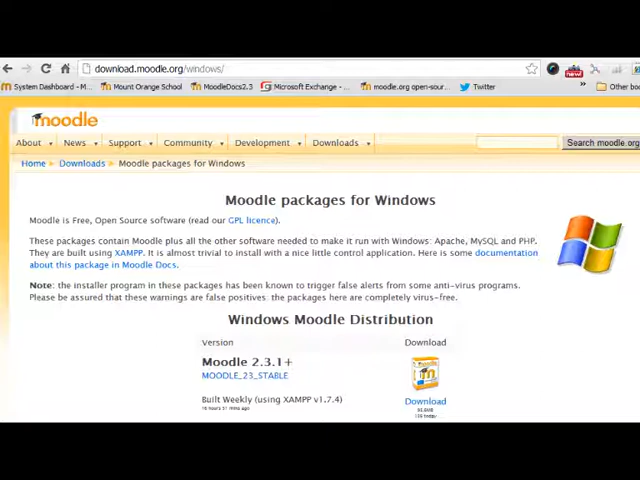 download.moodle.org/windows/
System Dashboard - M... Mount Orange School MoodleDocs2.3 Microsoft Exchange - ... moodle.org open-sour... Twitter » Other boo
new!
moodle
About News Support Community Development Downloads Search moodle.org
Home Downloads Moodle packages for Windows
Moodle packages for Windows
Moodle is Free, Open Source software (read our GPL licence).
These packages contain Moodle plus all the other software needed to make it run with Windows: Apache, MySQL and PHP.
They are built using XAMPP. It is almost trivial to install with a nice little control application. Here is some documentation
about this package in Moodle Docs.
Note: the installer program in these packages has been known to trigger false alerts from some anti-virus programs.
Please be assured that these warnings are false positives: the packages here are completely virus-free.
Windows Moodle Distribution
Version Download
Moodle 2.3.1+
MOODLE_23_STABLE
Built Weekly (using XAMPP v1.7.4) Download
16 hours 51 mins ago